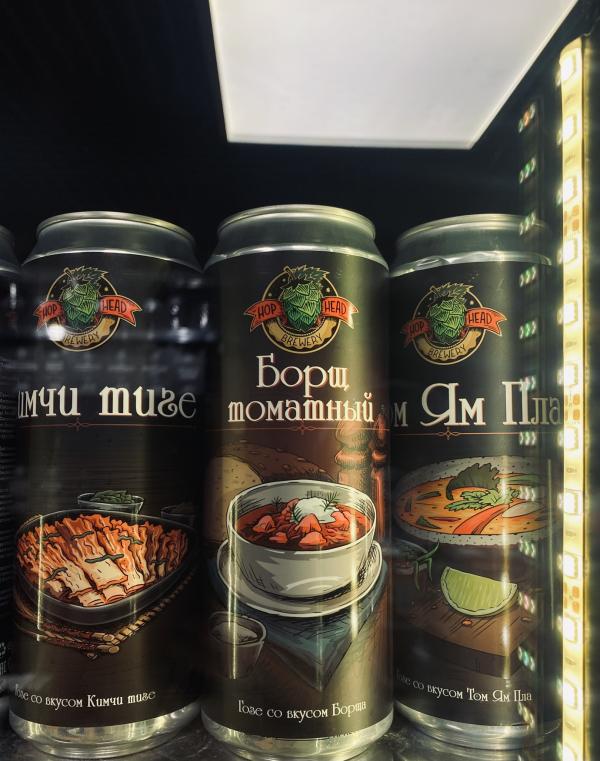 HOP HEAD
BREWERY
имчи тиге
Гозе со вкусом Кимчи тиге
HOP HEAD
BREWERY
Борщ
томатный
Гозе со вкусом Борща
HOP HEAD
BREWERY
ом Ям Пла
Гозе со вкусом Том Ям Пла